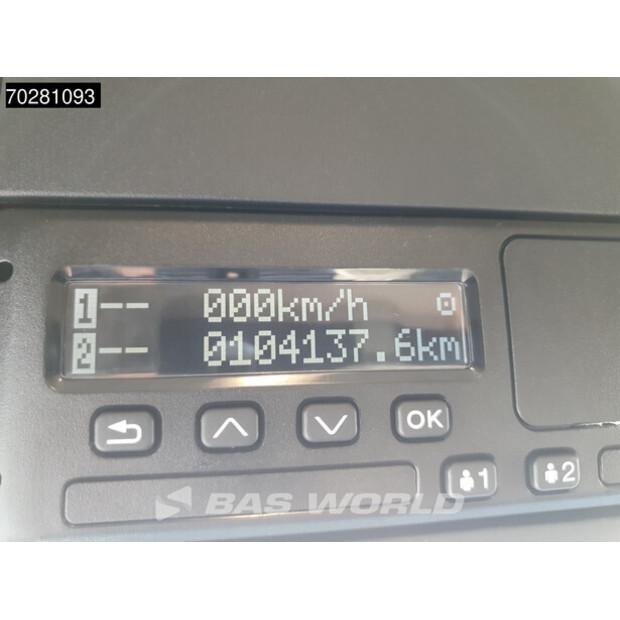 70281093
1-- 000km/h
2-- 0104137.6km
OK
1 2
BAS WORLD